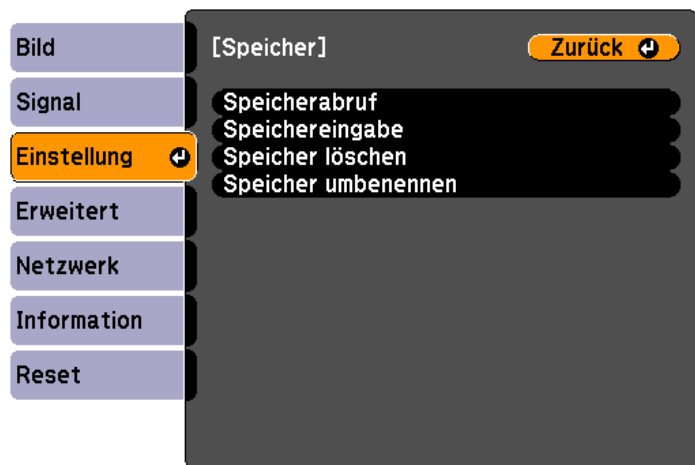 Bild
Signal
Einstellung
Erweitert
Netzwerk
Information
Reset
[Speicher]
Zurück
Speicherabruf
Speichereingabe
Speicher löschen
Speicher umbenennen